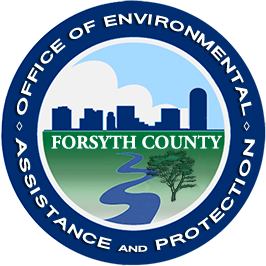 OFFICE OF ENVIRONMENTAL
FORSYTH COUNTY
ASSISTANCE AND PROTECTION